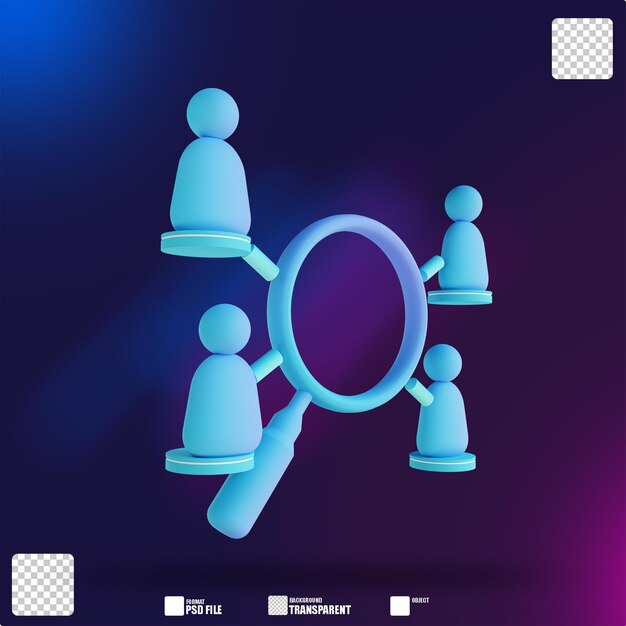 FORMAT
PSD FILE
BACKGROUND
TRANSPARENT
OBJECT